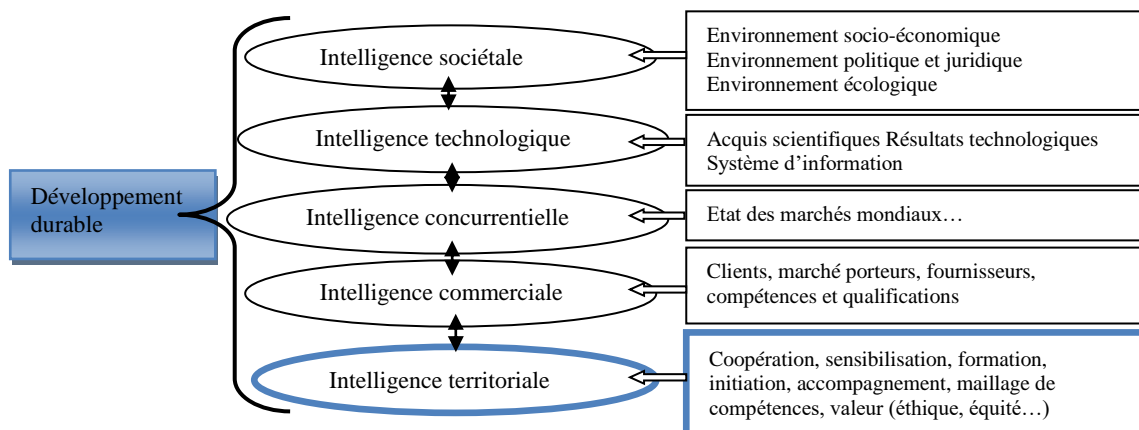 Environnement socio-économique
Environnement politique et juridique
Environnement écologique
Intelligence sociétale
Acquis scientifiques Résultats technologiques
Système d'information
Intelligence technologique
Développement
durable
Etat des marchés mondiaux…
Intelligence concurrentielle
Clients, marché porteurs, fournisseurs,
compétences et qualifications
Intelligence commerciale
Coopération, sensibilisation, formation,
initiation, accompagnement, maillage de
compétences, valeur (éthique, équité…)
Intelligence territoriale